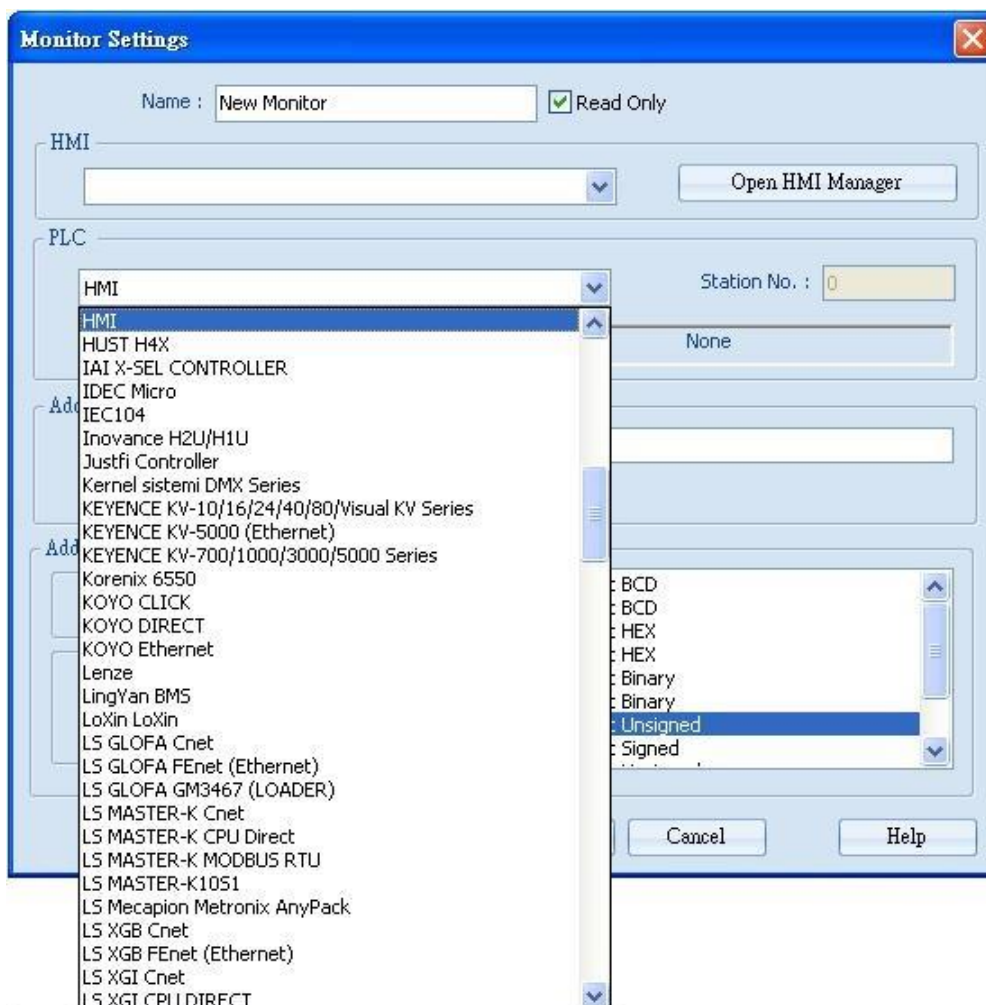 Monitor Settings
Name :
New Monitor
Read Only
HMI
Open HMI Manager
PLC
HMI
Station No. :
0
HMI
None
HUST H4X
IAI X-SEL CONTROLLER
IDEC Micro
IEC104
Inovance H2U/H1U
Justfi Controller
Kernel sistemi DMX Series
KEYENCE KV-10/16/24/40/80/Visual KV Series
KEYENCE KV-5000 (Ethernet)
KEYENCE KV-700/1000/3000/5000 Series
Korenix 6550
KOYO CLICK
KOYO DIRECT
KOYO Ethernet
Lenze
LingYan BMS
LoXin LoXin
LS GLOFA Cnet
LS GLOFA FEnet (Ethernet)
LS GLOFA GM3467 (LOADER)
LS MASTER-K Cnet
LS MASTER-K CPU Direct
LS MASTER-K MODBUS RTU
LS MASTER-K10S1
LS Mecapion Metronix AnyPack
LS XGB Cnet
LS XGB FEnet (Ethernet)
LS XGI Cnet
LS XGI CPU DIRECT
Add
Add
BCD
BCD
HEX
HEX
Binary
Binary
Unsigned
Signed
Cancel
Help